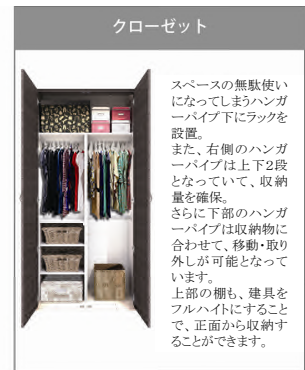 クローゼット
スペースの無駄使い
になってしまうハンガ
ーパイプ下にラックを
設置。
また、右側のハンガ
ーパイプは上下2段
となっていて、収納
量を確保。
さらに下部のハンガ
ーパイプは収納物に
合わせて、移動・取り
外しが可能となって
います。
上部の棚も、建具を
フルハイトにすること
で、正面から収納す
ることができます。